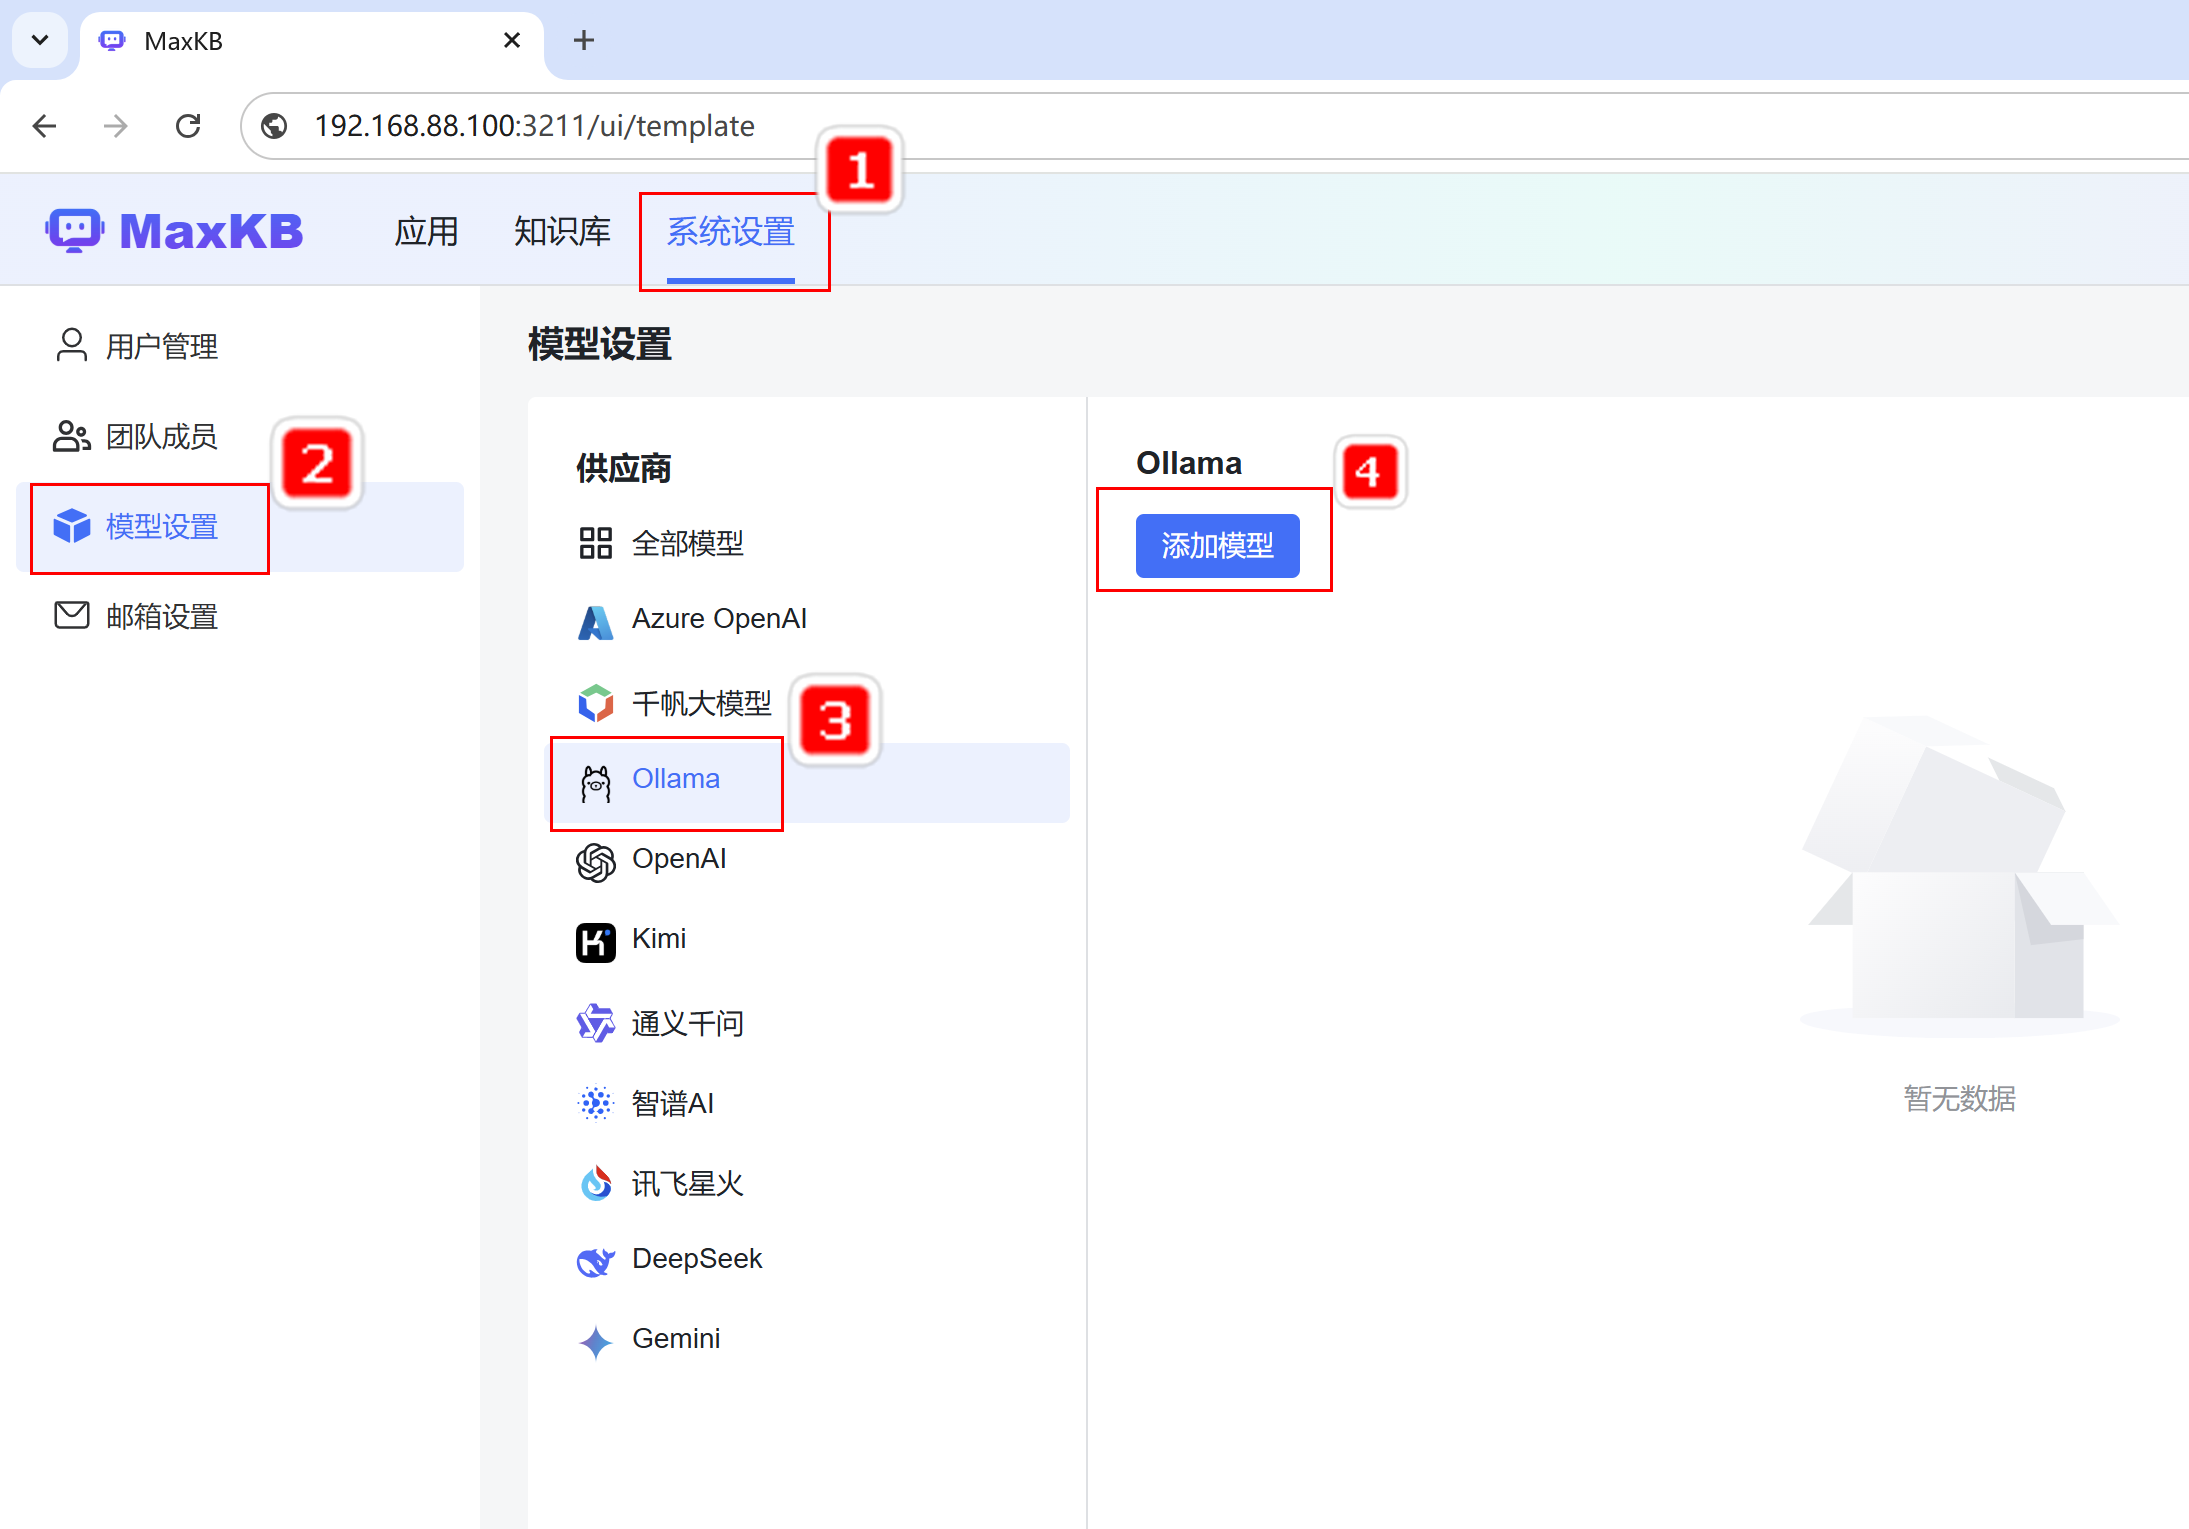 MaxKB
192.168.88.100:3211/ui/template
1
MaxKB
应用
知识库
系统设置
用户管理
团队成员
2
模型设置
邮箱设置
模型设置
供应商
全部模型
Azure OpenAI
千帆大模型
3
Ollama
OpenAI
Kimi
通义千问
智谱AI
讯飞星火
DeepSeek
Gemini
Ollama
4
添加模型
暂无数据